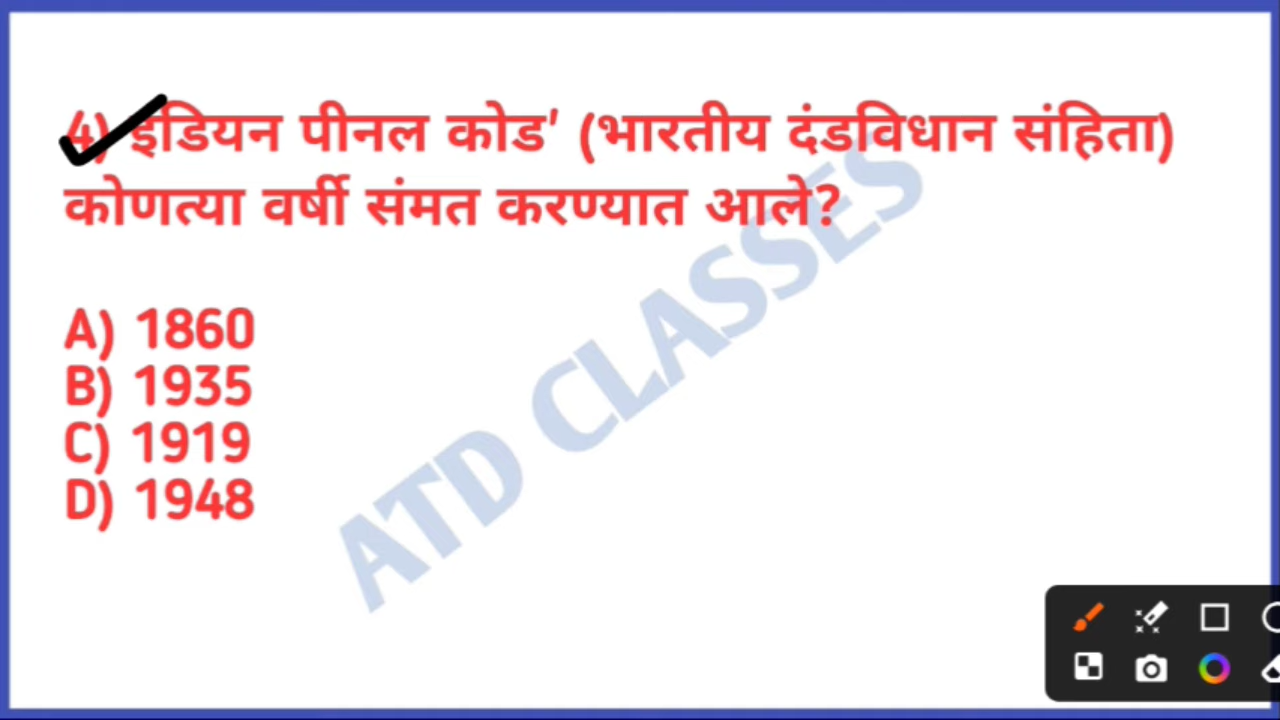 4) इंडियन पीनल कोड' (भारतीय दंडविधान संहिता)
कोणत्या वर्षी संमत करण्यात आले?
A) 1860
B) 1935
C) 1919
D) 1948
ATD CLASSES